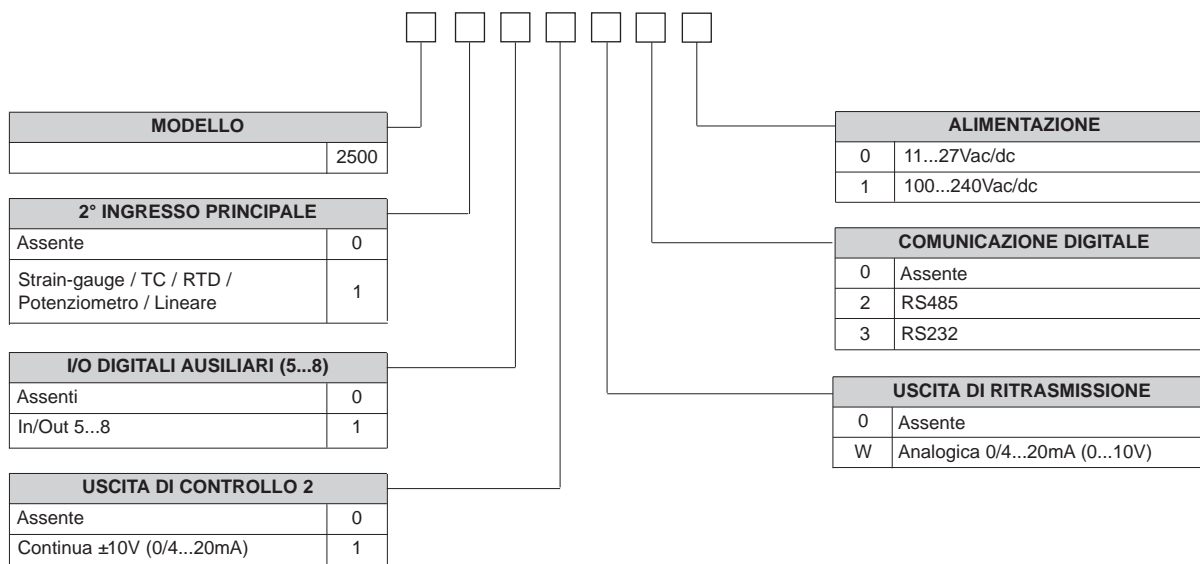 MODELLO
2500
2° INGRESSO PRINCIPALE
Assente 0
Strain-gauge / TC / RTD /
Potenziometro / Lineare 1
I/O DIGITALI AUSILIARI (5...8)
Assenti 0
In/Out 5...8 1
USCITA DI CONTROLLO 2
Assente 0
Continua ±10V (0/4...20mA) 1
ALIMENTAZIONE
0 11...27Vac/dc
1 100...240Vac/dc
COMUNICAZIONE DIGITALE
0 Assente
2 RS485
3 RS232
USCITA DI RITRASMISSIONE
0 Assente
W Analogica 0/4...20mA (0...10V)